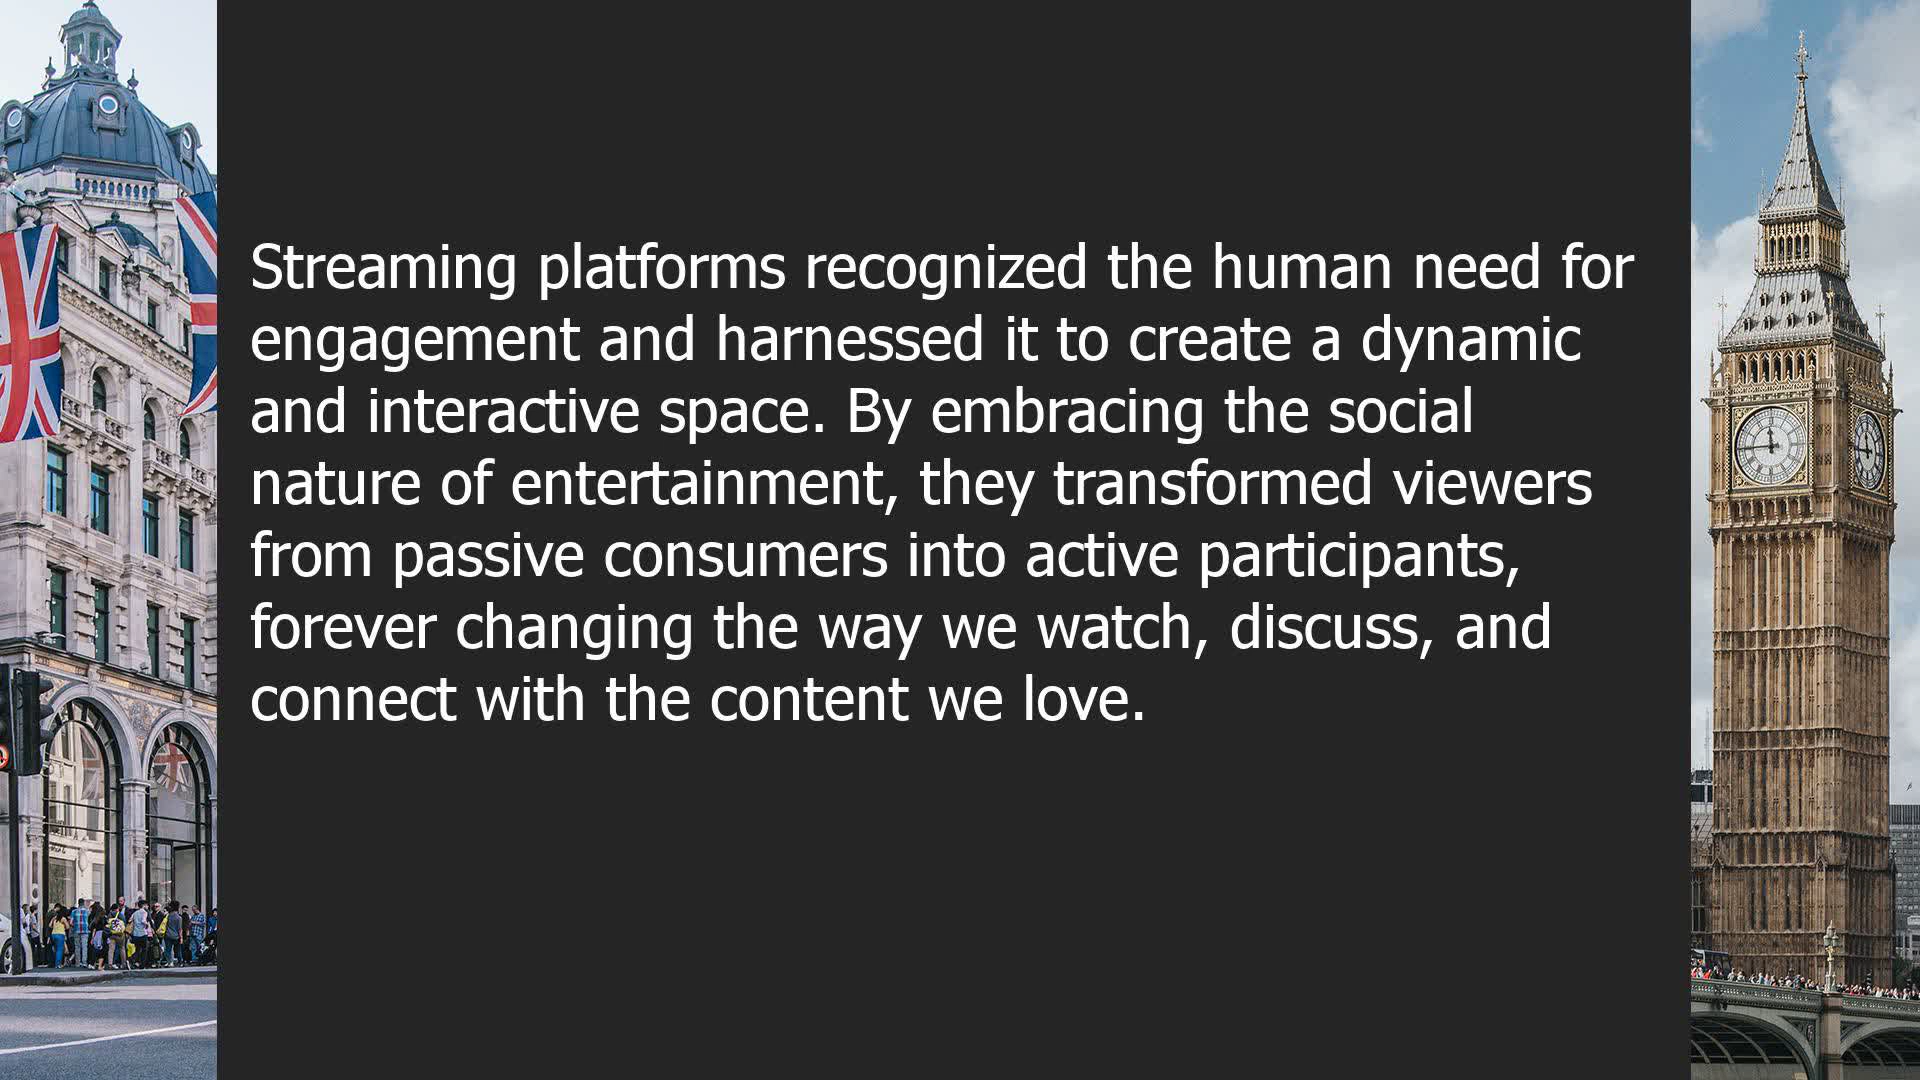 Streaming platforms recognized the human need for
engagement and harnessed it to create a dynamic
and interactive space. By embracing the social
nature of entertainment, they transformed viewers
from passive consumers into active participants,
forever changing the way we watch, discuss, and
connect with the content we love.